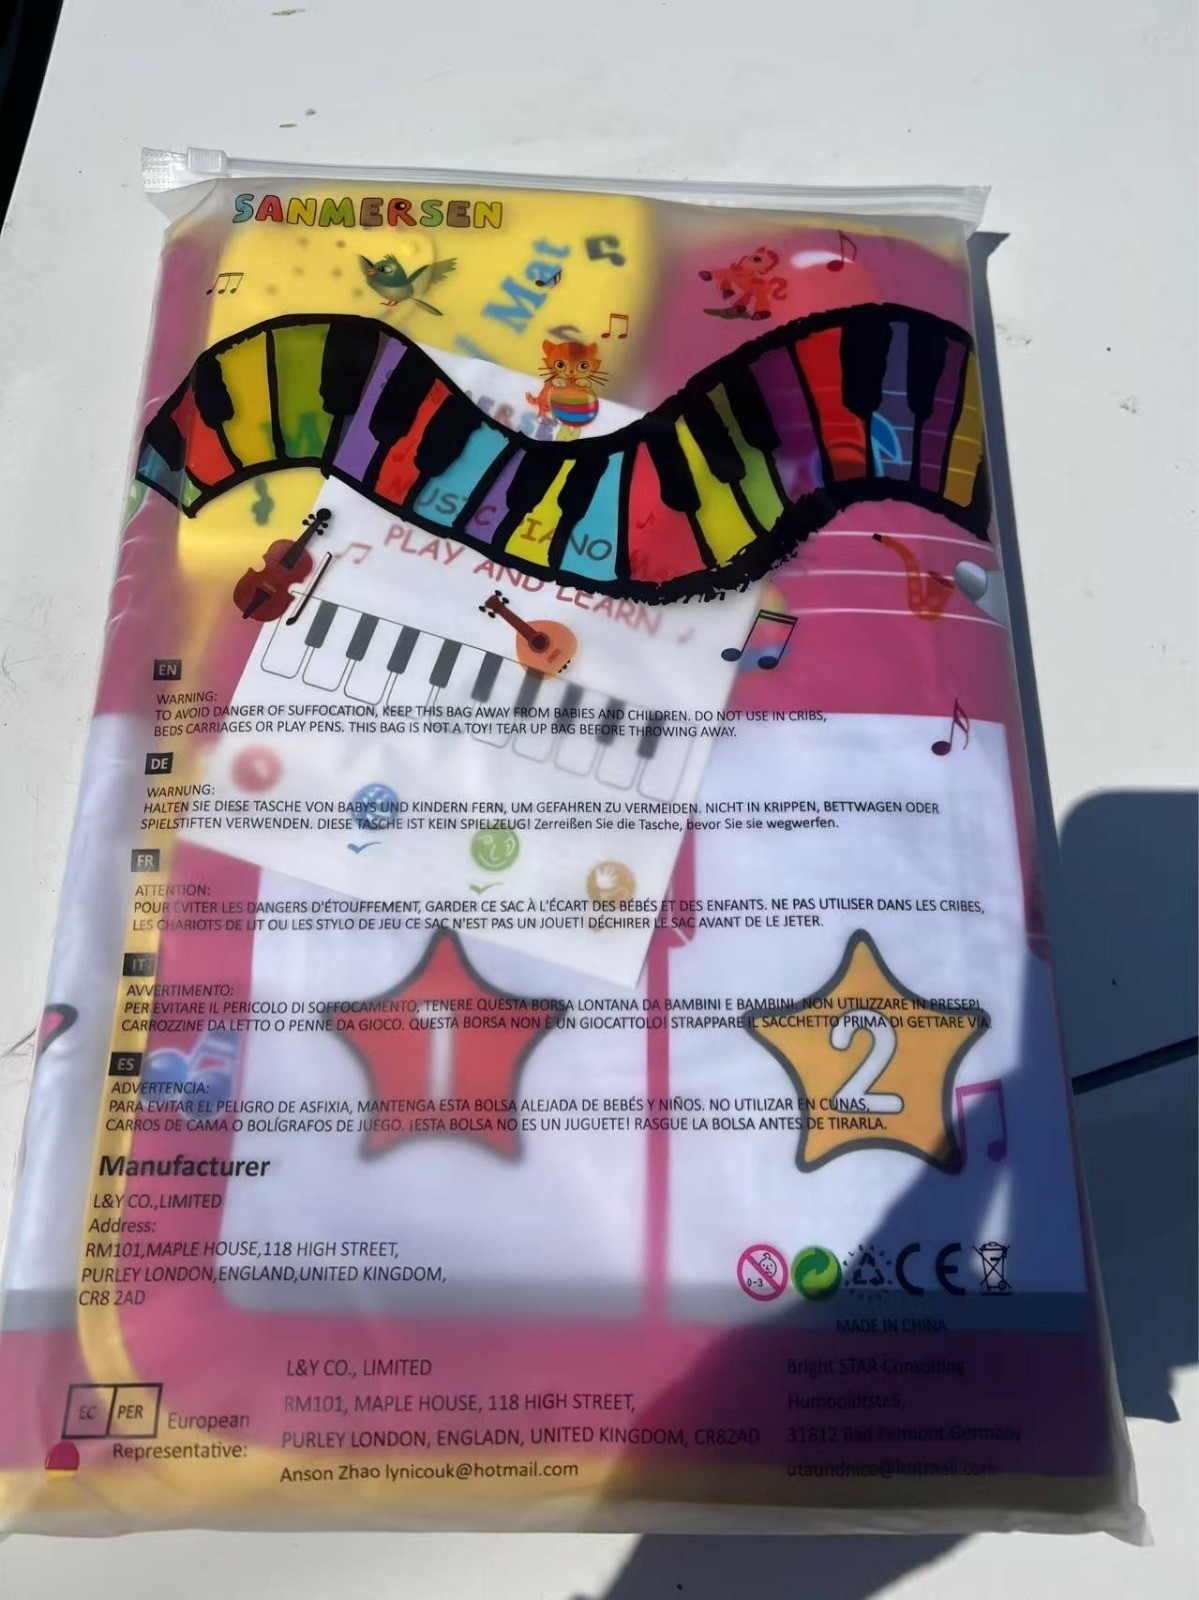 SANMERSEN
Mat
MUSIC PIANO M
PLAY AND LEARN
EN
WARNING:
TO AVOID DANGER OF SUFFOCATION, KEEP THIS BAG AWAY FROM BABIES AND CHILDREN. DO NOT USE IN CRIBS,
BEDS CARRIAGES OR PLAY PENS. THIS BAG IS NOT A TOY! TEAR UP BAG BEFORE THROWING AWAY.
DE
WARNUNG:
HALTEN SIE DIESE TASCHE VON BABYS UND KINDERN FERN, UM GEFAHREN ZU VERMEIDEN. NICHT IN KRIPPEN, BETTWAGEN ODER
SPIELSTIFTEN VERWENDEN. DIESE TASCHE IST KEIN SPIELZEUG! Zerreißen Sie die Tasche, bevor Sie sie wegwerfen.
FR
ATTENTION:
POUR ÉVITER LES DANGERS D'ÉTOUFFEMENT, GARDER CE SAC À L'ÉCART DES BÉBÉS ET DES ENFANTS. NE PAS UTILISER DANS LES CRIBES,
LES CHARIOTS DE LIT OU LES STYLO DE JEU CE SAC N'EST PAS UN JOUET! DÉCHIRER LE SAC AVANT DE LE JETER.
IT
AVVERTIMENTO:
PER EVITARE IL PERICOLO DI SOFFOCAMENTO, TENERE QUESTA BORSA LONTANA DA BAMBINI E BAMBINI. NON UTILIZZARE IN PRESEPI,
CARROZZINE DA LETTO O PENNE DA GIOCO. QUESTA BORSA NON È UN GIOCATTOLO! STRAPPARE IL SACCHETTO PRIMA DI GETTARE VIA.
1
2
ES
ADVERTENCIA:
PARA EVITAR EL PELIGRO DE ASFIXIA, MANTENGA ESTA BOLSA ALEJADA DE BEBÉS Y NIÑOS. NO UTILIZAR EN CUNAS,
CARROS DE CAMA O BOLÍGRAFOS DE JUEGO. ¡ESTA BOLSA NO ES UN JUGUETE! RASGUE LA BOLSA ANTES DE TIRARLA.
Manufacturer
L&Y CO.,LIMITED
Address:
RM101,MAPLE HOUSE,118 HIGH STREET,
PURLEY LONDON,ENGLAND,UNITED KINGDOM,
CR8 2AD
0-3
CE
MADE IN CHINA
EC PER European
Representative:
L&Y CO., LIMITED
RM101, MAPLE HOUSE, 118 HIGH STREET,
PURLEY LONDON, ENGLADN, UNITED KINGDOM, CR82AD
Anson Zhao lynicouk@hotmail.com
Bright STAR Consulting
31812 Bad Pyrmont.Germany